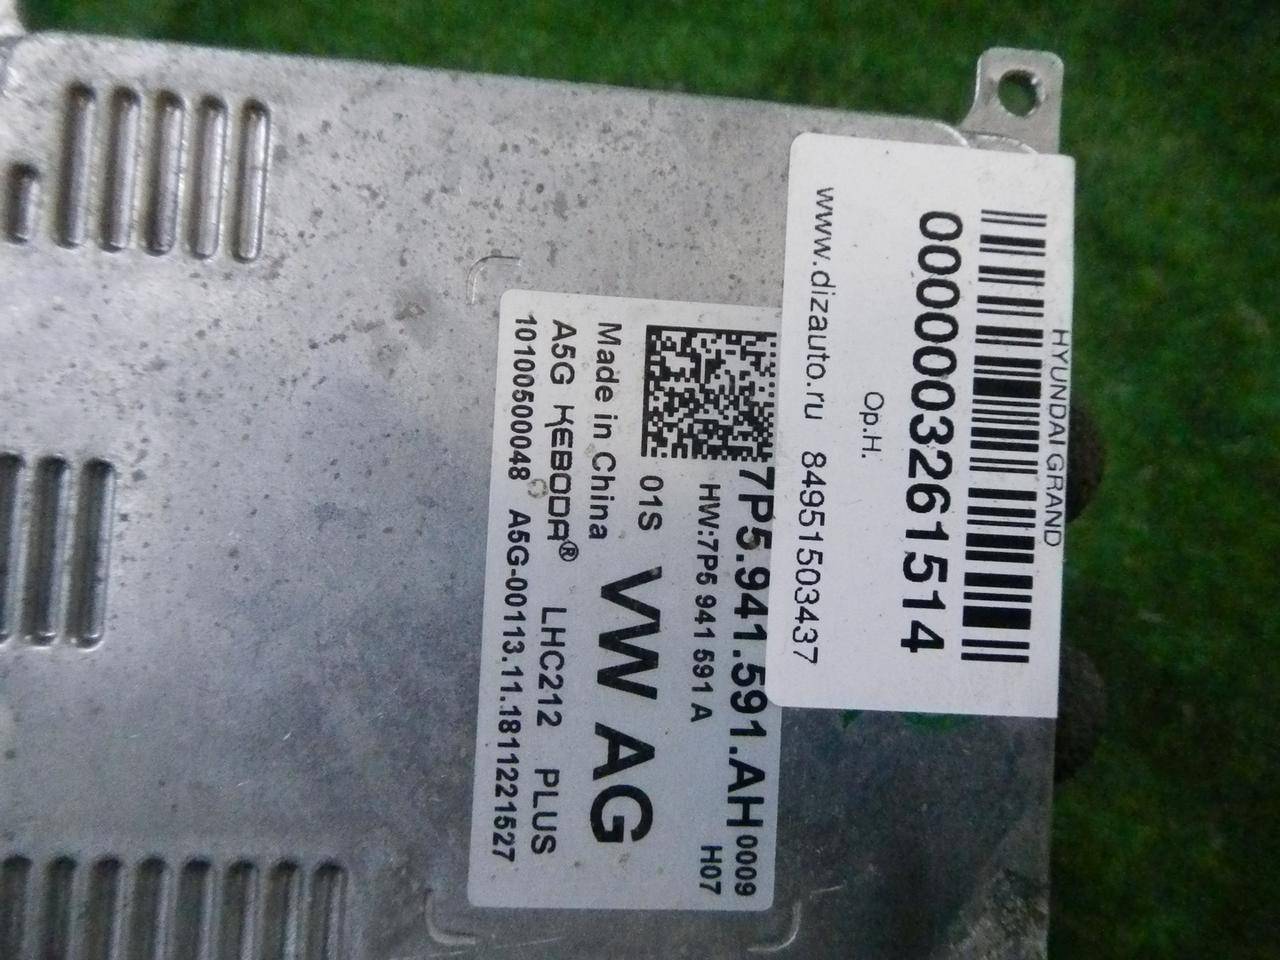 HYUNDAI GRAND
0000003261514
Ор.Н.
www.dizauto.ru 84951503437
7P5.941.591.AH 0009
HW:7P5 941 591 A H07
01S
VW AG
Made in China
A5G KEBODA® LHC212 PLUS
10100500048 A5G-00113.11.1811221527